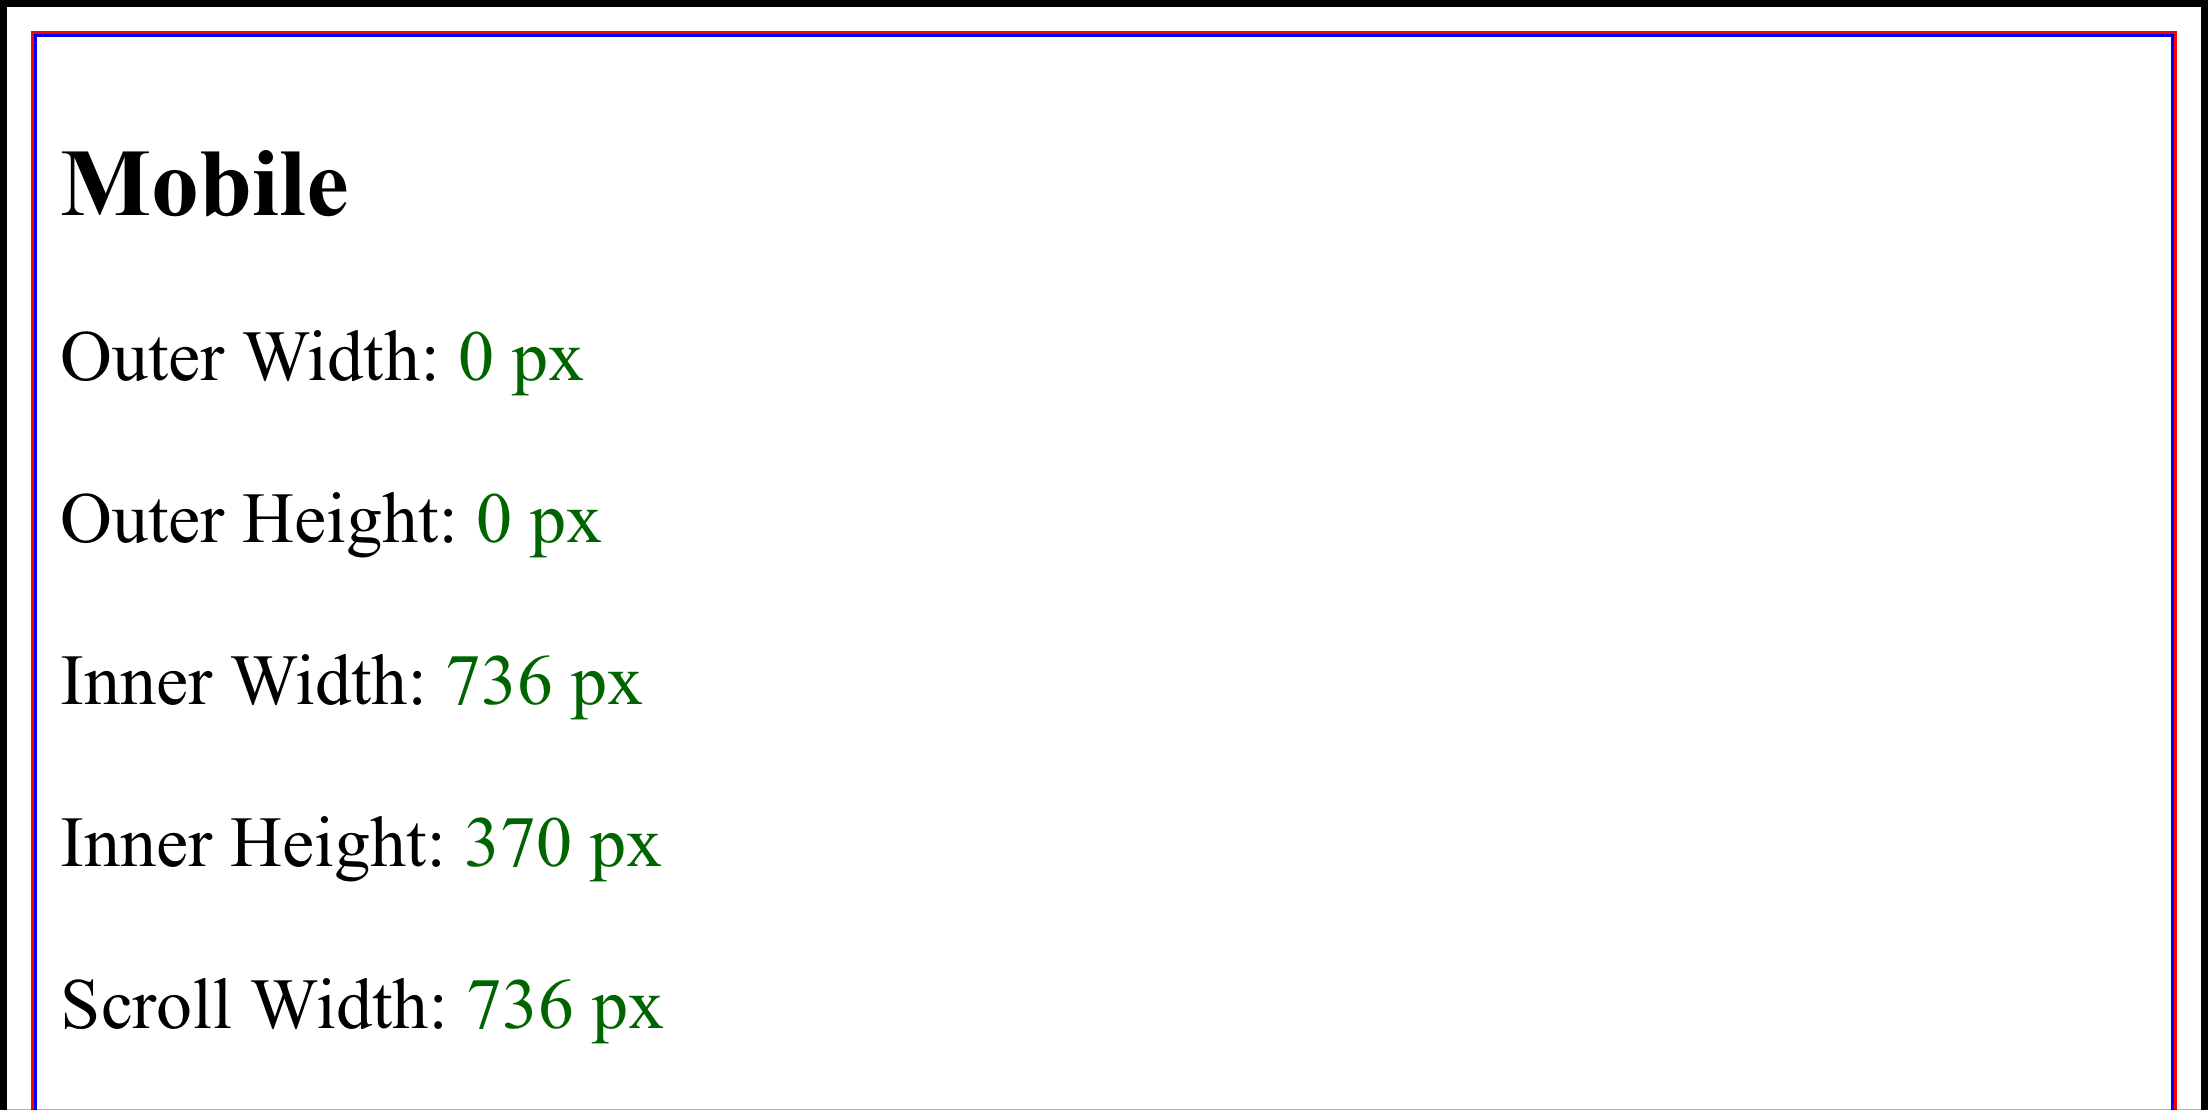 Mobile
Outer Width: 0 px
Outer Height: 0 px
Inner Width: 736 px
Inner Height: 370 px
Scroll Width: 736 px